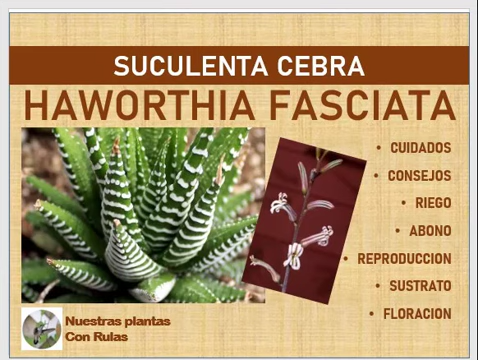 SUCULENTA CEBRA
HAWORTHIA FASCIATA
• CUIDADOS
• CONSEJOS
• RIEGO
• ABONO
• REPRODUCCION
• SUSTRATO
• FLORACION
Nuestras plantas
Con Rulas